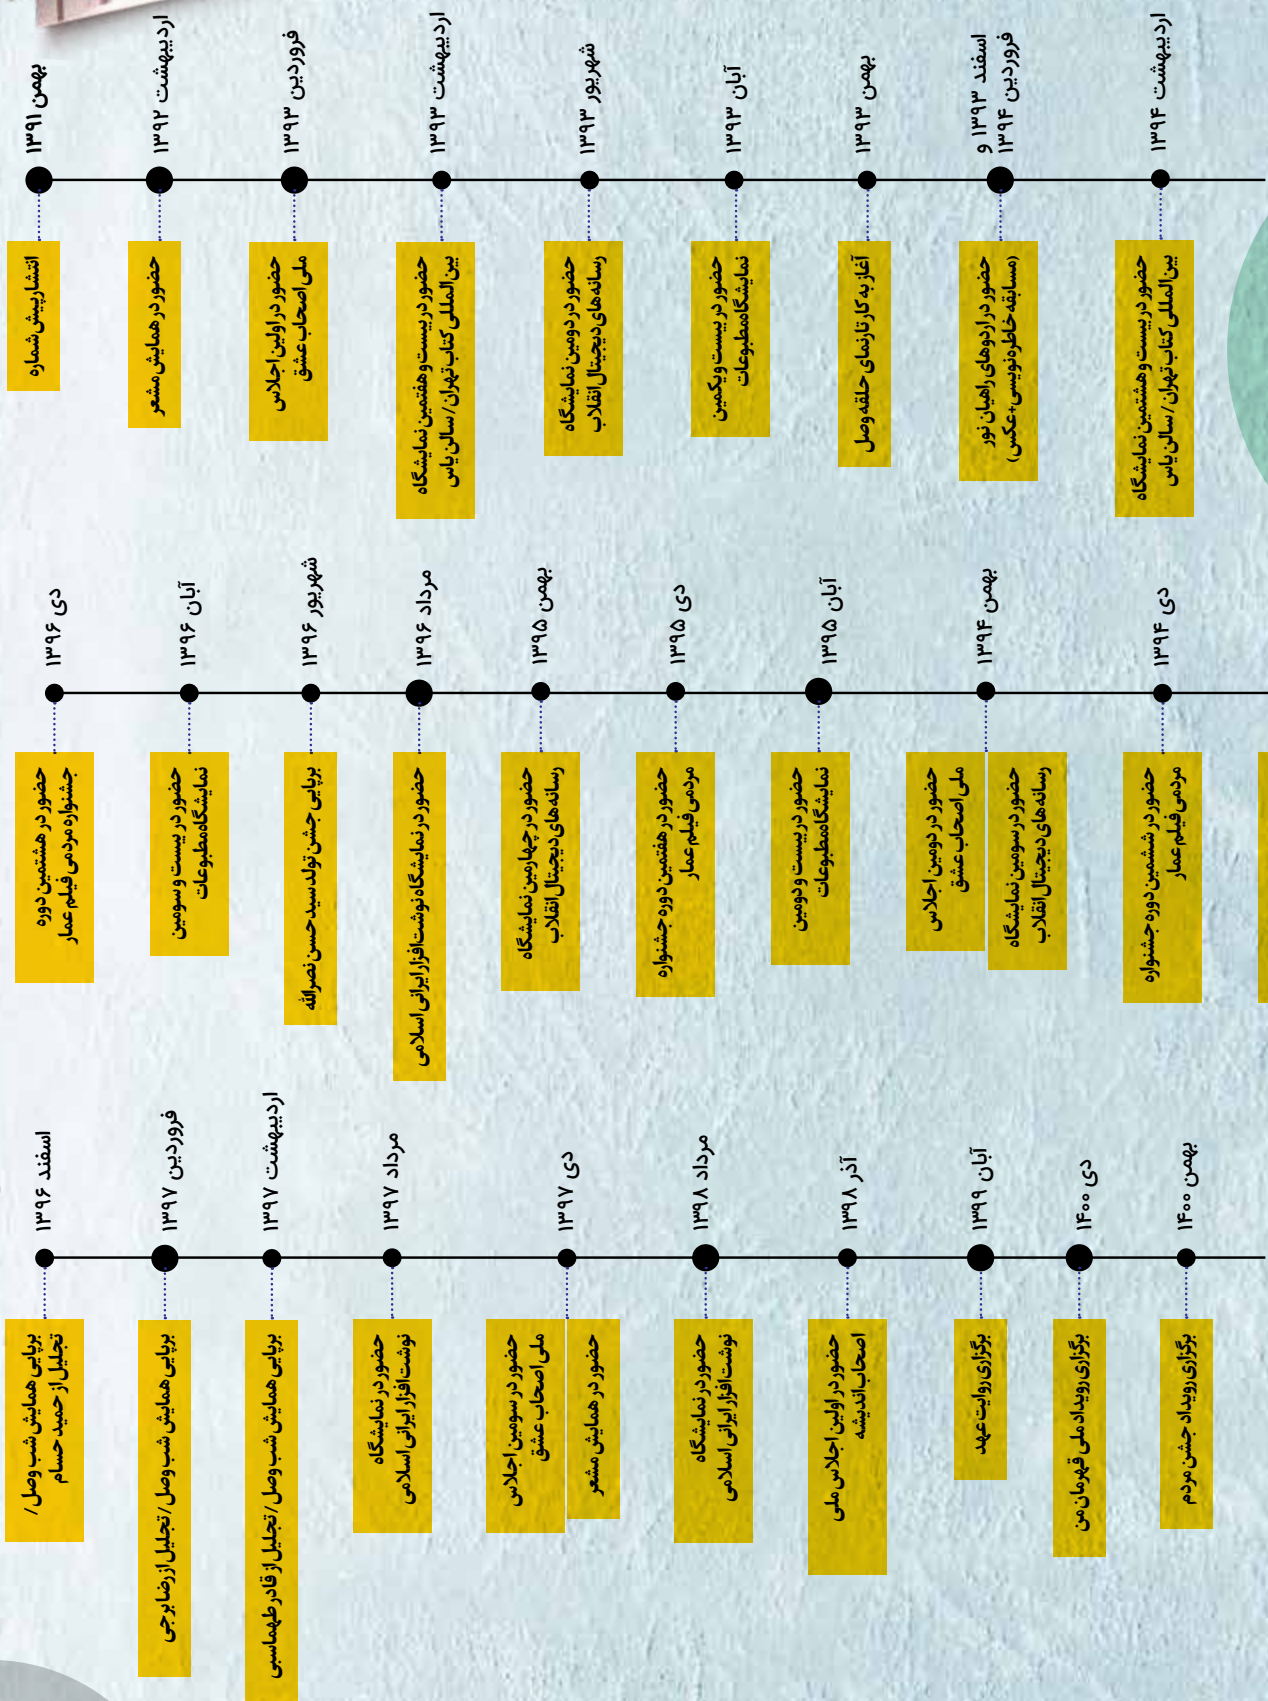 بهمن ۱۳۹۱
انتشار پیش‌شماره
اردیبهشت ۱۳۹۲
حضور در همایش مشعر
فروردین ۱۳۹۳
حضور در اولین اجلاس
ملی اصحاب عشق
اردیبهشت ۱۳۹۳
حضور در بیست و هفتمین نمایشگاه
بین‌المللی کتاب تهران / سالن یاس
شهریور ۱۳۹۳
حضور در دومین نمایشگاه
رسانه‌های دیجیتال انقلاب
آبان ۱۳۹۳
حضور در بیست و یکمین
نمایشگاه مطبوعات
بهمن ۱۳۹۳
آغاز به کار تارنمای حلقه وصل
اسفند ۱۳۹۳ و
فروردین ۱۳۹۴
حضور در اردوهای راهیان نور
(مسابقه خاطره‌نویسی+عکس)
اردیبهشت ۱۳۹۴
حضور در بیست و هشتمین نمایشگاه
بین‌المللی کتاب تهران / سالن یاس
دی ۱۳۹۴
حضور در ششمین دوره جشنواره
مردمی فیلم عمار
بهمن ۱۳۹۴
حضور در دومین اجلاس
ملی اصحاب عشق
حضور در سومین نمایشگاه
رسانه‌های دیجیتال انقلاب
آبان ۱۳۹۵
حضور در بیست و دومین
نمایشگاه مطبوعات
دی ۱۳۹۵
حضور در هفتمین دوره جشنواره
مردمی فیلم عمار
بهمن ۱۳۹۵
حضور در چهارمین نمایشگاه
رسانه‌های دیجیتال انقلاب
مرداد ۱۳۹۶
حضور در نمایشگاه نوشت‌افزار ایرانی اسلامی
شهریور ۱۳۹۶
برپایی جشن تولد سید حسن نصرالله
آبان ۱۳۹۶
حضور در بیست و سومین
نمایشگاه مطبوعات
دی ۱۳۹۶
حضور در هشتمین دوره
جشنواره مردمی فیلم عمار
اسفند ۱۳۹۶
برپایی همایش شب وصل /
تجلیل از حمید حسام
فروردین ۱۳۹۷
برپایی همایش شب وصل / تجلیل از رضا برجی
اردیبهشت ۱۳۹۷
برپایی همایش شب وصل / تجلیل از قادر طهماسبی
مرداد ۱۳۹۷
حضور در نمایشگاه
نوشت‌افزار ایرانی اسلامی
دی ۱۳۹۷
حضور در سومین اجلاس
ملی اصحاب عشق
حضور در همایش مشعر
مرداد ۱۳۹۸
حضور در نمایشگاه
نوشت‌افزار ایرانی اسلامی
آذر ۱۳۹۸
حضور در اولین اجلاس ملی
اصحاب اندیشه
آبان ۱۳۹۹
برگزاری روایت عهد
دی ۱۴۰۰
برگزاری رویداد ملی قهرمان من
بهمن ۱۴۰۰
برگزاری رویداد جشن مردم